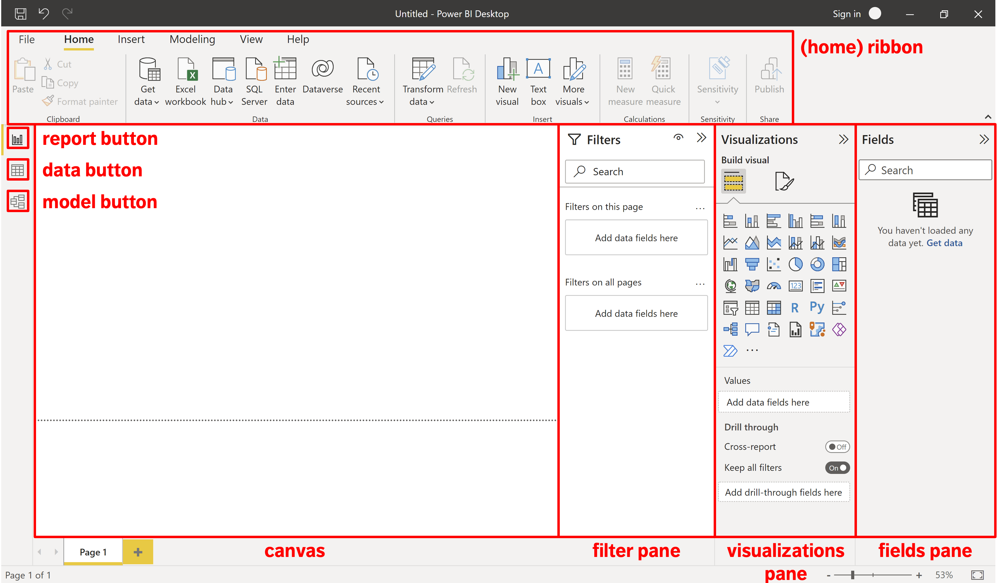 Untitled - Power BI Desktop
Sign in
File Home Insert Modeling View Help
(home) ribbon
Paste
Cut
Copy
Format painter
Clipboard
Get data
Excel workbook
Data hub
SQL Server
Enter data
Dataverse
Recent sources
Data
Transform data
Refresh
Queries
New visual
Text box
A
More visuals
Insert
New measure
Quick measure
Calculations
Sensitivity
Sensitivity
Publish
Share
report button
data button
model button
Filters
Search
Filters on this page ...
Add data fields here
Filters on all pages ...
Add data fields here
Visualizations
Build visual
123
R Py
...
Values
Add data fields here
Drill through
Cross-report Off
Keep all filters On
Add drill-through fields here
Fields
Search
You haven't loaded any
data yet. Get data
Page 1 +
canvas
filter pane
visualizations
pane
fields pane
Page 1 of 1
- + 53%